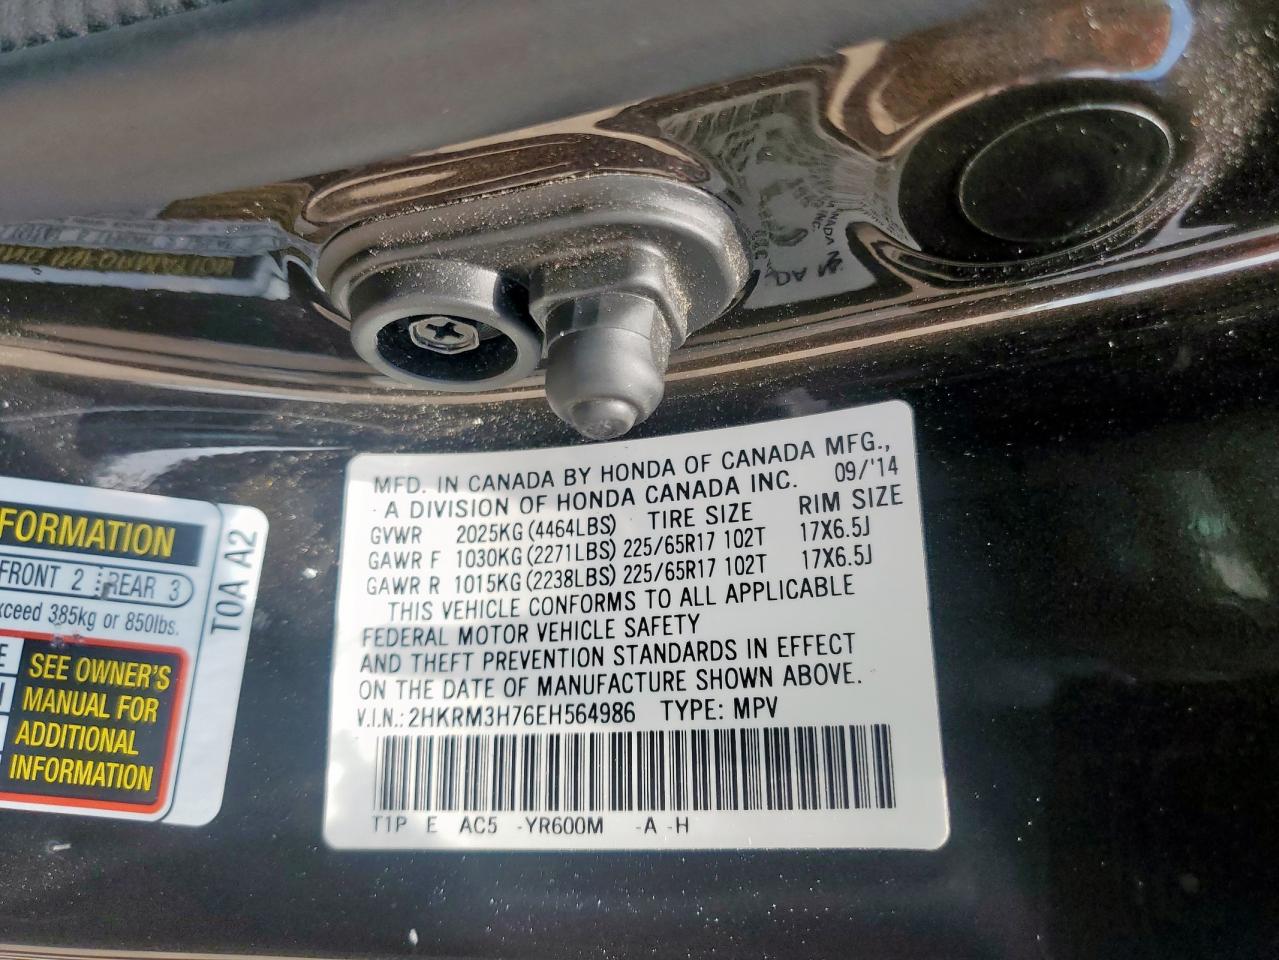 MFD. IN CANADA BY HONDA OF CANADA MFG.,
A DIVISION OF HONDA CANADA INC. 09/'14
GVWR 2025KG (4464LBS) TIRE SIZE RIM SIZE
GAWR F 1030KG (2271LBS) 225/65R17 102T 17X6.5J
GAWR R 1015KG (2238LBS) 225/65R17 102T 17X6.5J
THIS VEHICLE CONFORMS TO ALL APPLICABLE
FEDERAL MOTOR VEHICLE SAFETY
AND THEFT PREVENTION STANDARDS IN EFFECT
ON THE DATE OF MANUFACTURE SHOWN ABOVE.
V.I.N.: 2HKRM3H76EH564986 TYPE: MPV
T1P E AC5 -YR600M -A -H
FORMATION
FRONT 2 REAR 3
xceed 385kg or 850lbs.
SEE OWNER'S
MANUAL FOR
ADDITIONAL
INFORMATION
T0A A2